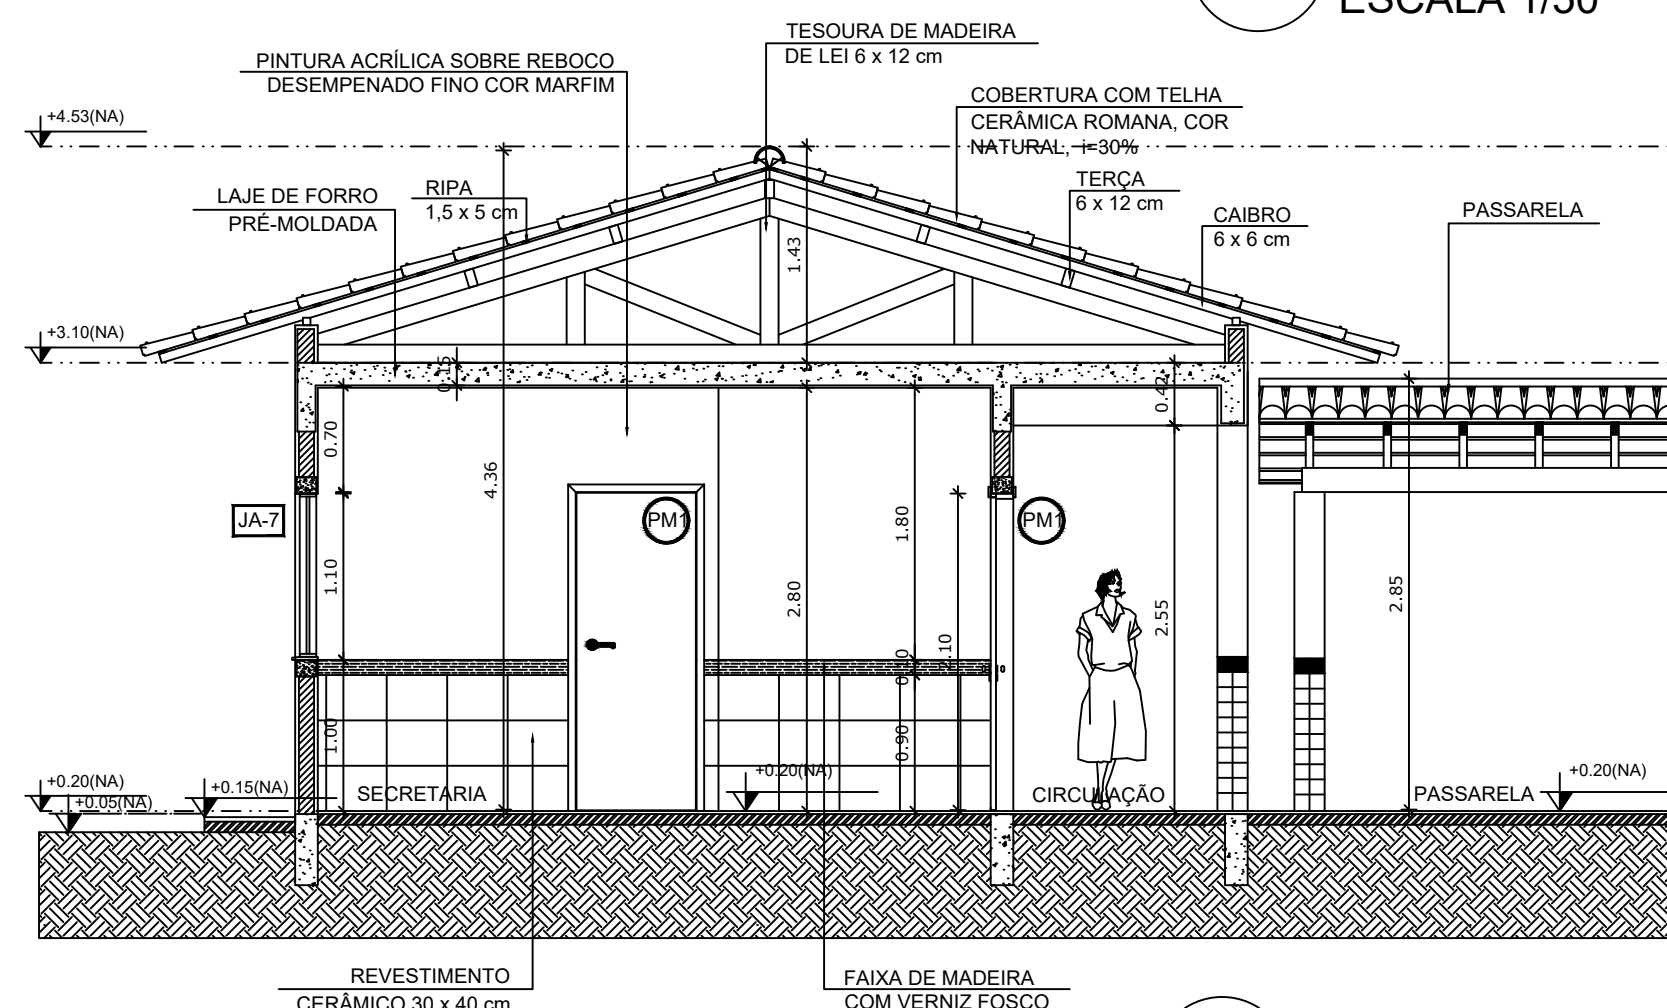 ESCALA 1/50
TESOURA DE MADEIRA
DE LEI 6 x 12 cm
PINTURA ACRÍLICA SOBRE REBOCO
DESEMPENADO FINO COR MARFIM
COBERTURA COM TELHA
CERÂMICA ROMANA, COR
NATURAL, i=30%
+4.53(NA)
TERÇA
6 x 12 cm
RIPA
1,5 x 5 cm
LAJE DE FORRO
PRÉ-MOLDADA
CAIBRO
6 x 6 cm
PASSARELA
1.43
+3.10(NA)
0.15
0.42
0.70
4.36
JA-7
PM1
PM1
1.80
1.10
2.80
2.55
2.85
2.10
0.10
1.00
0.90
+0.20(NA)
+0.05(NA)
+0.15(NA)
SECRETARIA
+0.20(NA)
CIRCULAÇÃO
PASSARELA
+0.20(NA)
REVESTIMENTO
CERÂMICO 30 x 40 cm
FAIXA DE MADEIRA
COM VERNIZ FOSCO